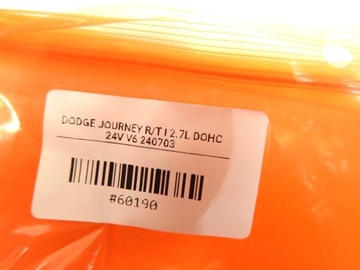 DODGE JOURNEY R/T I 2.7L DOHC
24V V6 240703
#60190